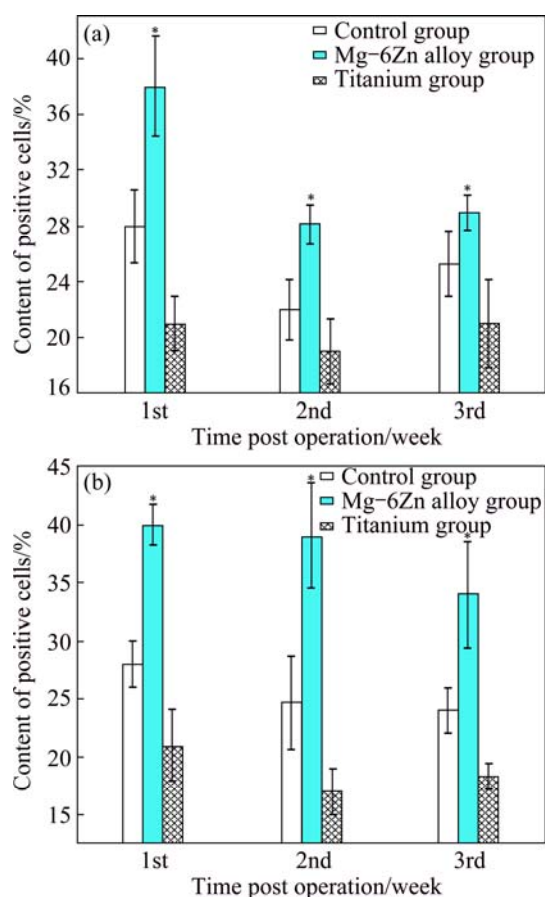 (a)
Control group
Mg-6Zn alloy group
Titanium group
Content of positive cells/%
40
36
32
28
24
20
16
*
*
*
1st 2nd 3rd
Time post operation/week
(b)
Control group
Mg-6Zn alloy group
Titanium group
Content of positive cells/%
45
40
35
30
25
20
15
*
*
*
1st 2nd 3rd
Time post operation/week